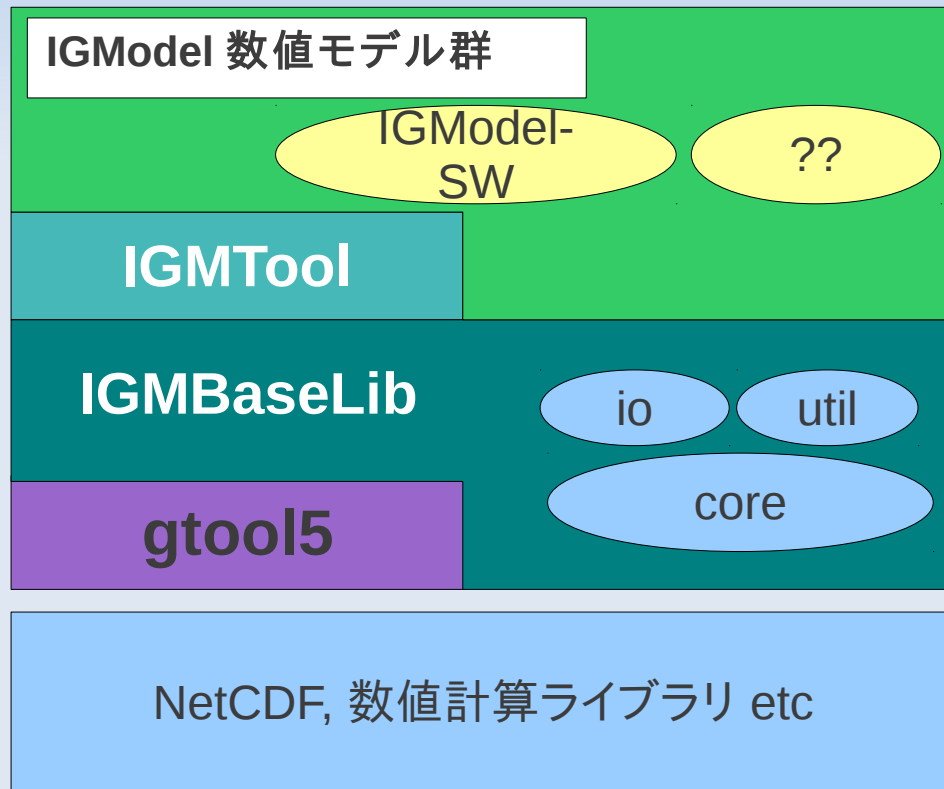 IGModel 数値モデル群
IGModel-
SW
??
IGMTool
IGMBaseLib
io
util
core
gtool5
NetCDF, 数値計算ライブラリ etc